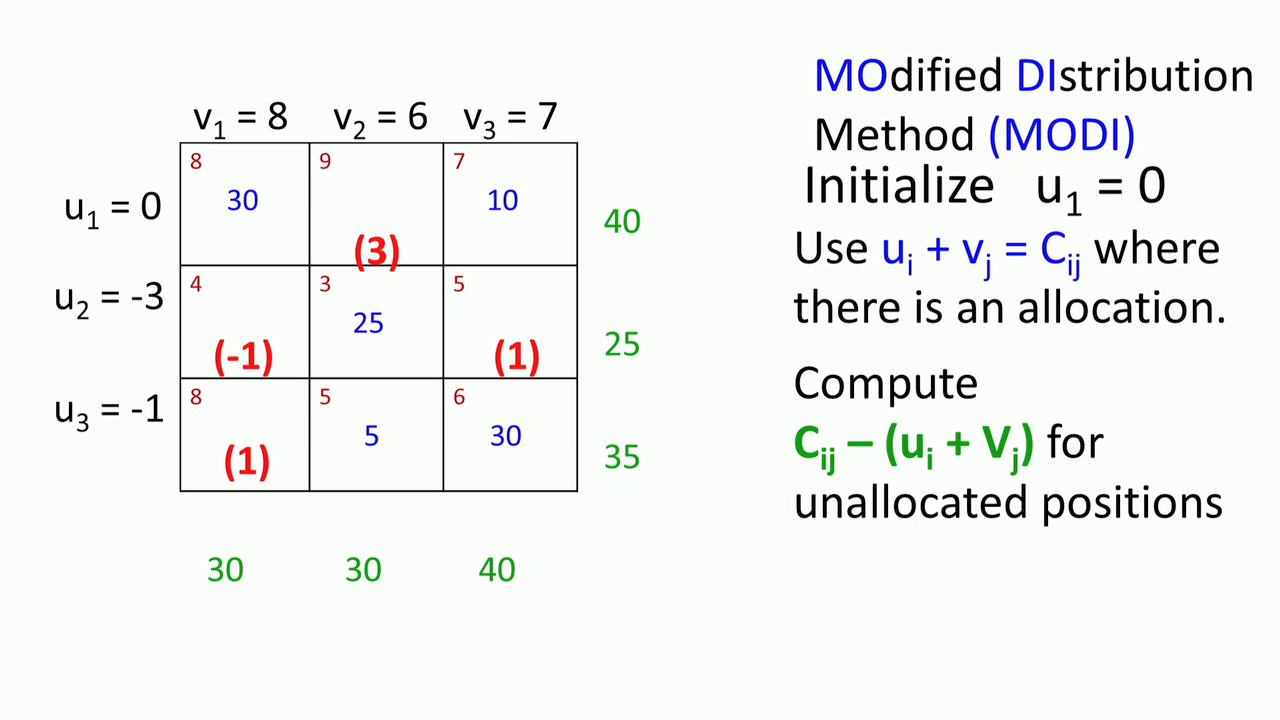 MOdified DIstribution
Method (MODI)
Initialize u₁ = 0
Use uᵢ + vⱼ = Cᵢⱼ where
there is an allocation.
Compute
Cᵢⱼ – (uᵢ + Vⱼ) for
unallocated positions
v₁ = 8 v₂ = 6 v₃ = 7
8 9 7
u₁ = 0 30 10 40
(3)
u₂ = -3 4 3 5
25 25
(-1) (1)
u₃ = -1 8 5 6
5 30 35
(1)
30 30 40